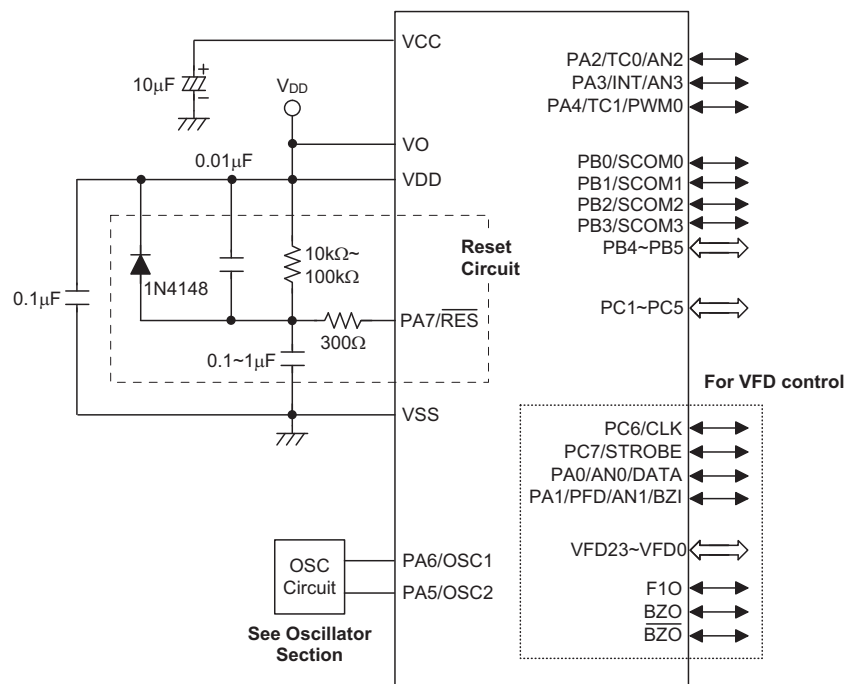 VCC
10μF
+
−
VDD
VO
0.01μF
VDD
10kΩ~
100kΩ
Reset
Circuit
1N4148
0.1μF
PA7/R̅E̅S̅
300Ω
0.1~1μF
VSS
OSC
Circuit
PA6/OSC1
PA5/OSC2
See Oscillator
Section
PA2/TC0/AN2
PA3/INT/AN3
PA4/TC1/PWM0
PB0/SCOM0
PB1/SCOM1
PB2/SCOM2
PB3/SCOM3
PB4~PB5
PC1~PC5
For VFD control
PC6/CLK
PC7/STROBE
PA0/AN0/DATA
PA1/PFD/AN1/BZI
VFD23~VFD0
F1O
BZO
B̅Z̅O̅